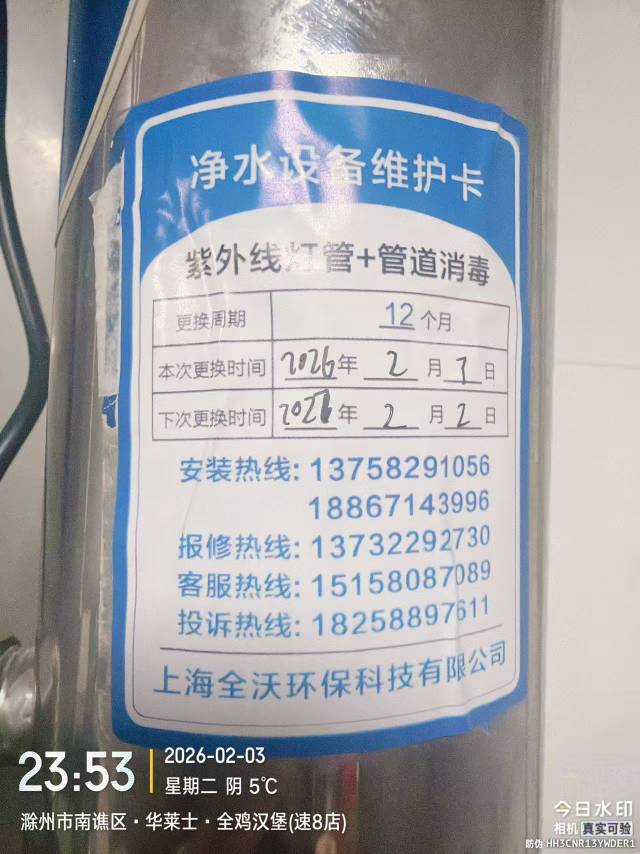 净水设备维护卡
紫外线灯管+管道消毒
更换周期 12个月
本次更换时间 2026年 2月 3日
下次更换时间 年 2月 2日
安装热线: 13758291056
18867143996
报修热线: 13732292730
客服热线: 15158087089
投诉热线: 18258897611
上海全沃环保科技有限公司
23:53
2026-02-03
星期二 阴 5℃
滁州市南谯区·华莱士·全鸡汉堡(速8店)
今日水印
相机 真实可验
防伪 HH3CNR13YWDER1